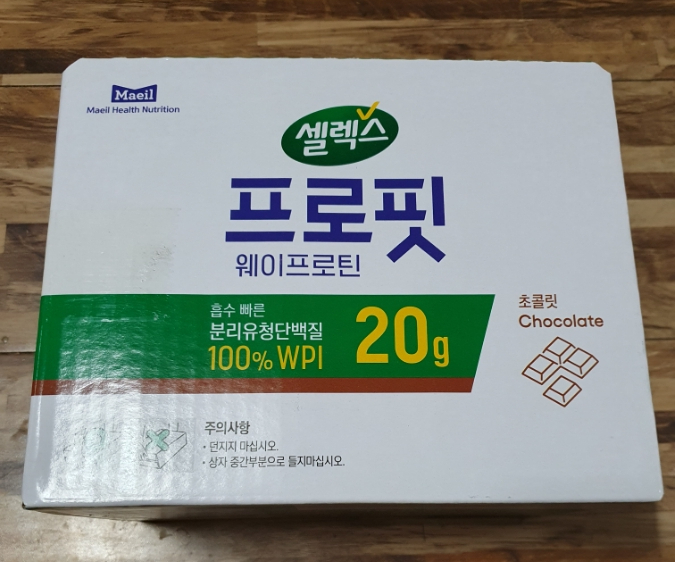 Maeil
Maeil Health Nutrition
셀렉스
프로핏
웨이프로틴
흡수 빠른
분리유청단백질
100% WPI
20g
초콜릿
Chocolate
주의사항
• 던지지 마십시오.
• 상자 중간부분으로 들지마십시오.